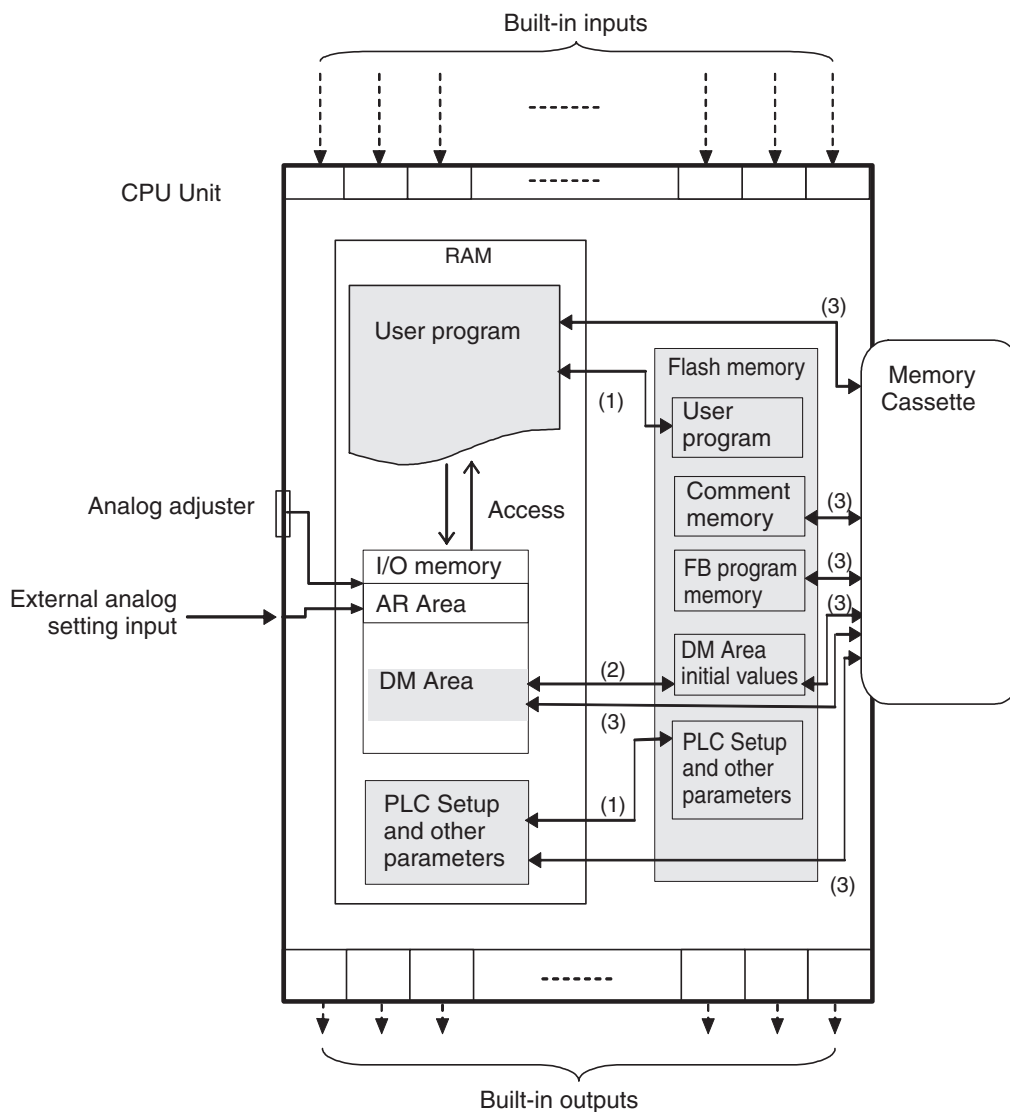 Built-in inputs
CPU Unit
RAM
User program
(3)
Flash memory
Memory
Cassette
(1)
User
program
Analog adjuster
Access
Comment
memory
(3)
I/O memory
FB program
memory
(3)
External analog
setting input
AR Area
(3)
DM Area
(2)
DM Area
initial values
(3)
PLC Setup
and other
parameters
PLC Setup
and other
parameters
(1)
(3)
Built-in outputs